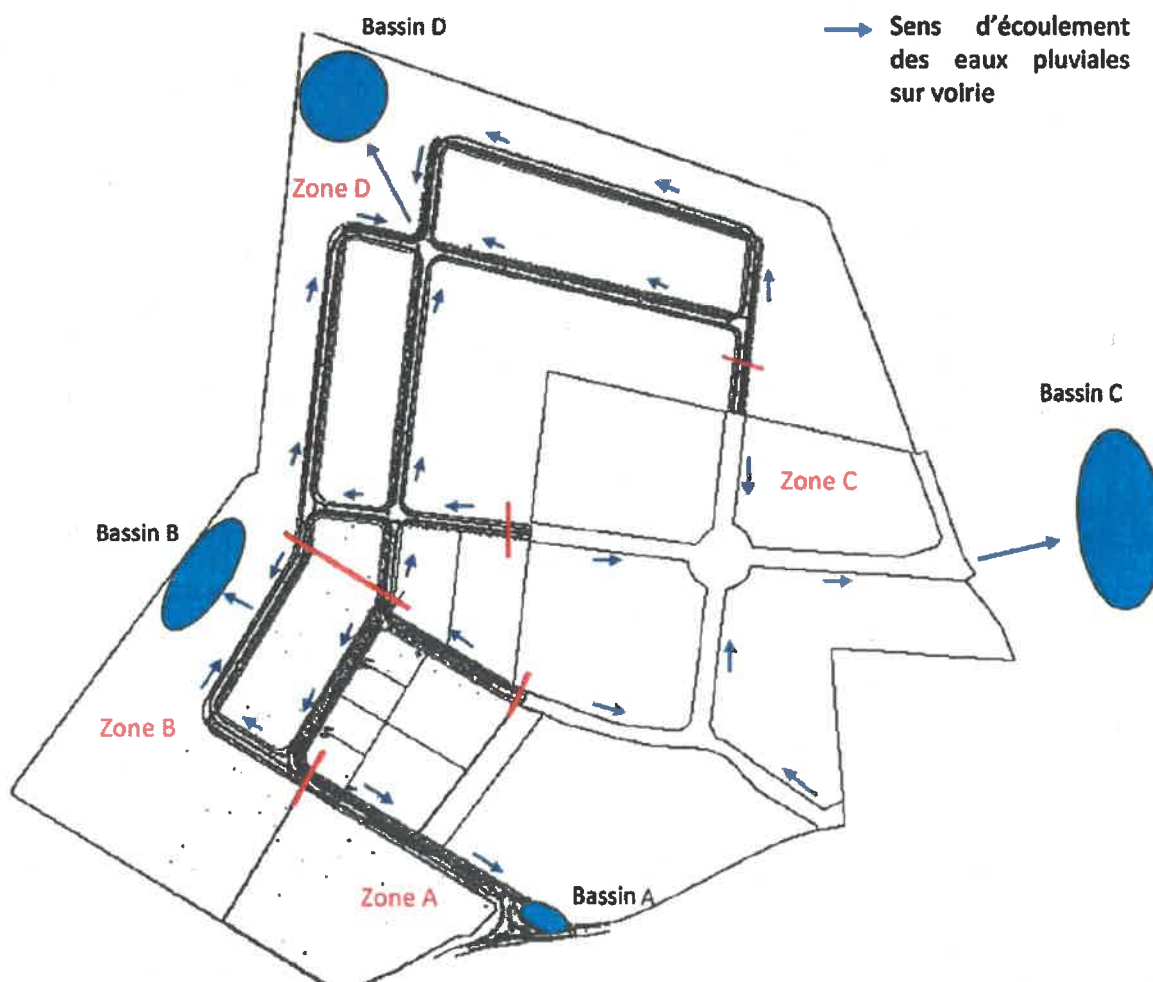 Bassin D
Sens d'écoulement
des eaux pluviales
sur voirie
Zone D
Bassin C
Zone C
Bassin B
Zone B
Zone A
Bassin A